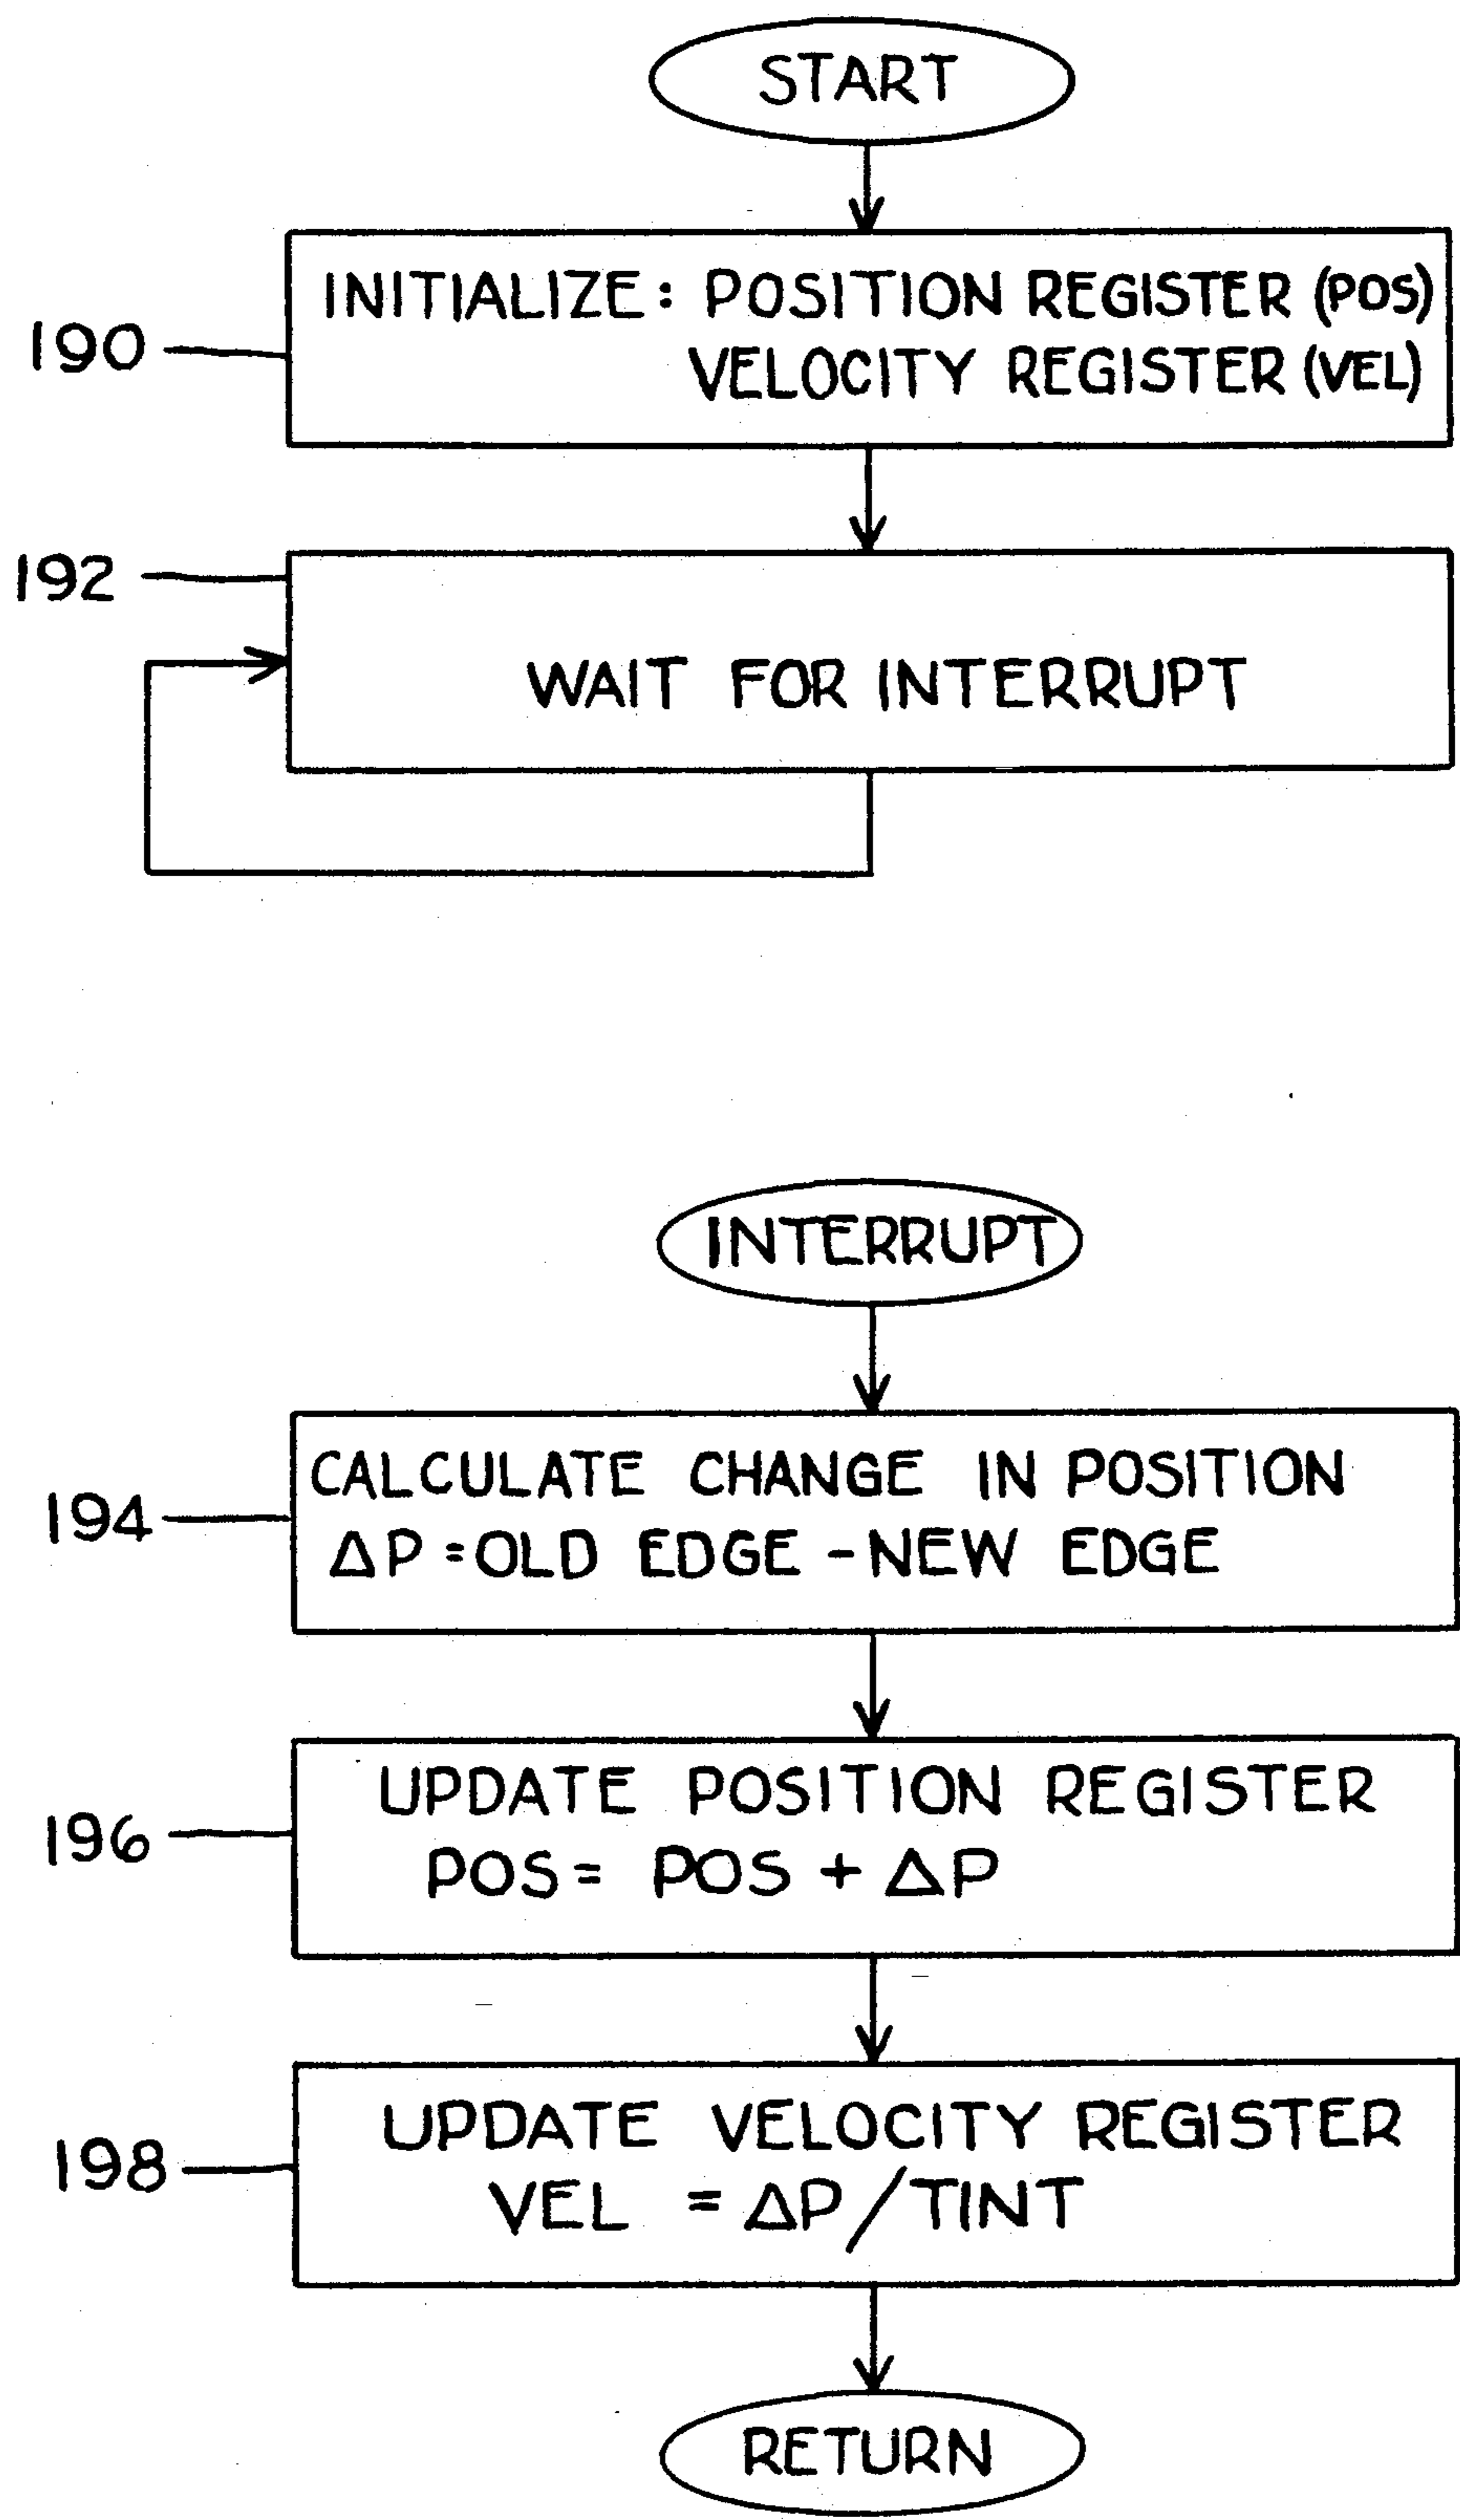 START
INITIALIZE: POSITION REGISTER (POS)
190
VELOCITY REGISTER (VEL)
192
WAIT FOR INTERRUPT
INTERRUPT
CALCULATE CHANGE IN POSITION
194
ΔP = OLD EDGE - NEW EDGE
UPDATE POSITION REGISTER
196
POS = POS + ΔP
UPDATE VELOCITY REGISTER
198
VEL = ΔP/TINT
RETURN